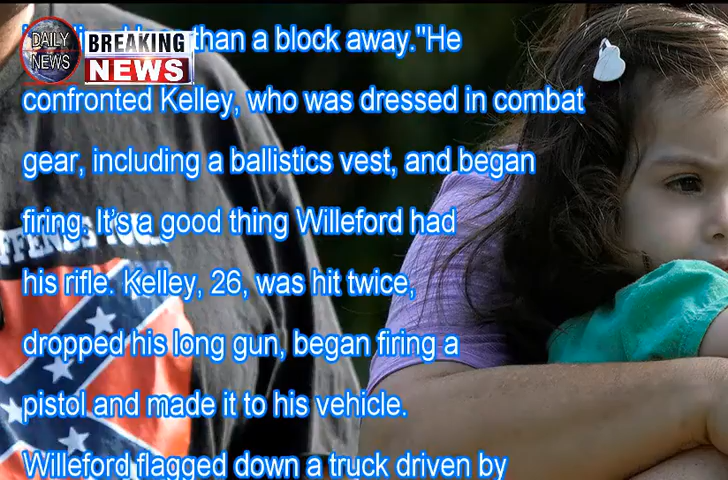 DAILY
NEWS
BREAKING
NEWS
than a block away."He
confronted Kelley, who was dressed in combat
gear, including a ballistics vest, and began
firing. It's a good thing Willeford had
his rifle. Kelley, 26, was hit twice,
dropped his long gun, began firing a
pistol and made it to his vehicle.
Willeford flagged down a truck driven by